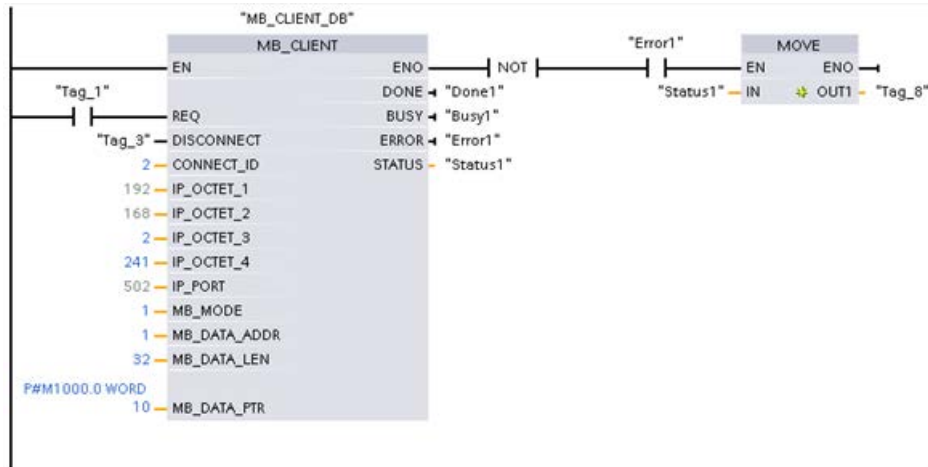 "MB_CLIENT_DB"
MB_CLIENT
EN ENO
NOT
"Error1"
MOVE
EN ENO
"Tag_1"
DONE "Done1"
"Status1" IN OUT1 "Tag_8"
REQ BUSY "Busy1"
"Tag_3" DISCONNECT ERROR "Error1"
2 CONNECT_ID STATUS "Status1"
192 IP_OCTET_1
168 IP_OCTET_2
2 IP_OCTET_3
241 IP_OCTET_4
502 IP_PORT
1 MB_MODE
1 MB_DATA_ADDR
32 MB_DATA_LEN
P#M1000.0 WORD
10 MB_DATA_PTR